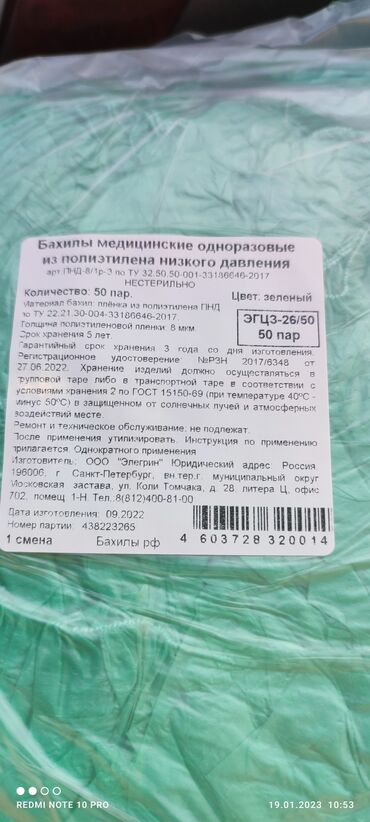 Бахилы медицинские одноразовые
из полиэтилена низкого давления
арт.ПНД-8/1р-Э по ТУ 32.50.50-001-33186646-2017
НЕСТЕРИЛЬНО
Количество: 50 пар.
Цвет: зеленый
Материал бахил: плёнка из полиэтилена ПНД
по ТУ 22.21.30-004-33186646-2017.
Толщина полиэтиленовой пленки: 8 мкм.
Срок хранения 5 лет.
ЭГЦЗ-26/50
50 пар
Гарантийный срок хранения 3 года со дня изготовления.
Регистрационное удостоверение №РЗН 2017/6348 от
27.06.2022. Хранение изделий должно осуществляться в
групповой таре либо в транспортной таре в соответствии с
условиями хранения 2 по ГОСТ 15150-69 (при температуре 40ºС -
минус 50ºС) в защищенном от солнечных лучей и атмосферных
воздействий месте.
Ремонт и техническое обслуживание: не подлежат.
После применения утилизировать. Инструкция по применению
прилагается. Однократного применения
Изготовитель: ООО "Элегрин" Юридический адрес: Россия,
196006, г. Санкт-Петербург, вн.тер.г. муниципальный округ
Московская застава, ул. Коли Томчака, д. 28 литера Ц, офис
702, помещ. 1-Н Тел. 8(812)400-81-00
Дата изготовления: 09.2022
Номер партии: 438223265
1 смена
Бахилы рф
4 603728 320014
REDMI NOTE 10 PRO
19.01.2023 10:53